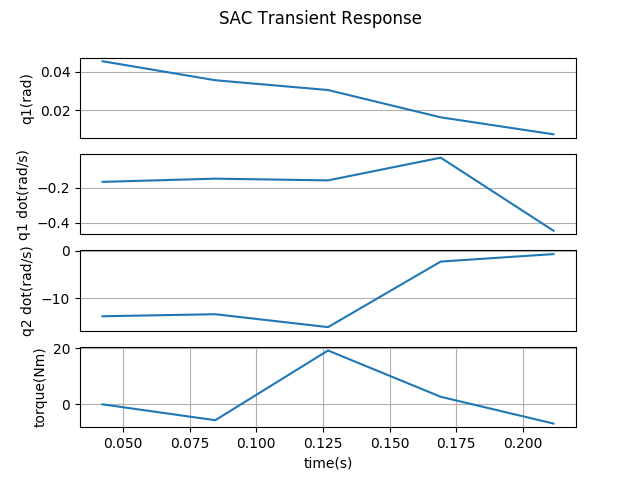 SAC Transient Response
0.04
0.02
q1(rad)
−0.2
−0.4
q1 dot(rad/s)
0
−10
q2 dot(rad/s)
20
0
torque(Nm)
0.050 0.075 0.100 0.125 0.150 0.175 0.200
time(s)